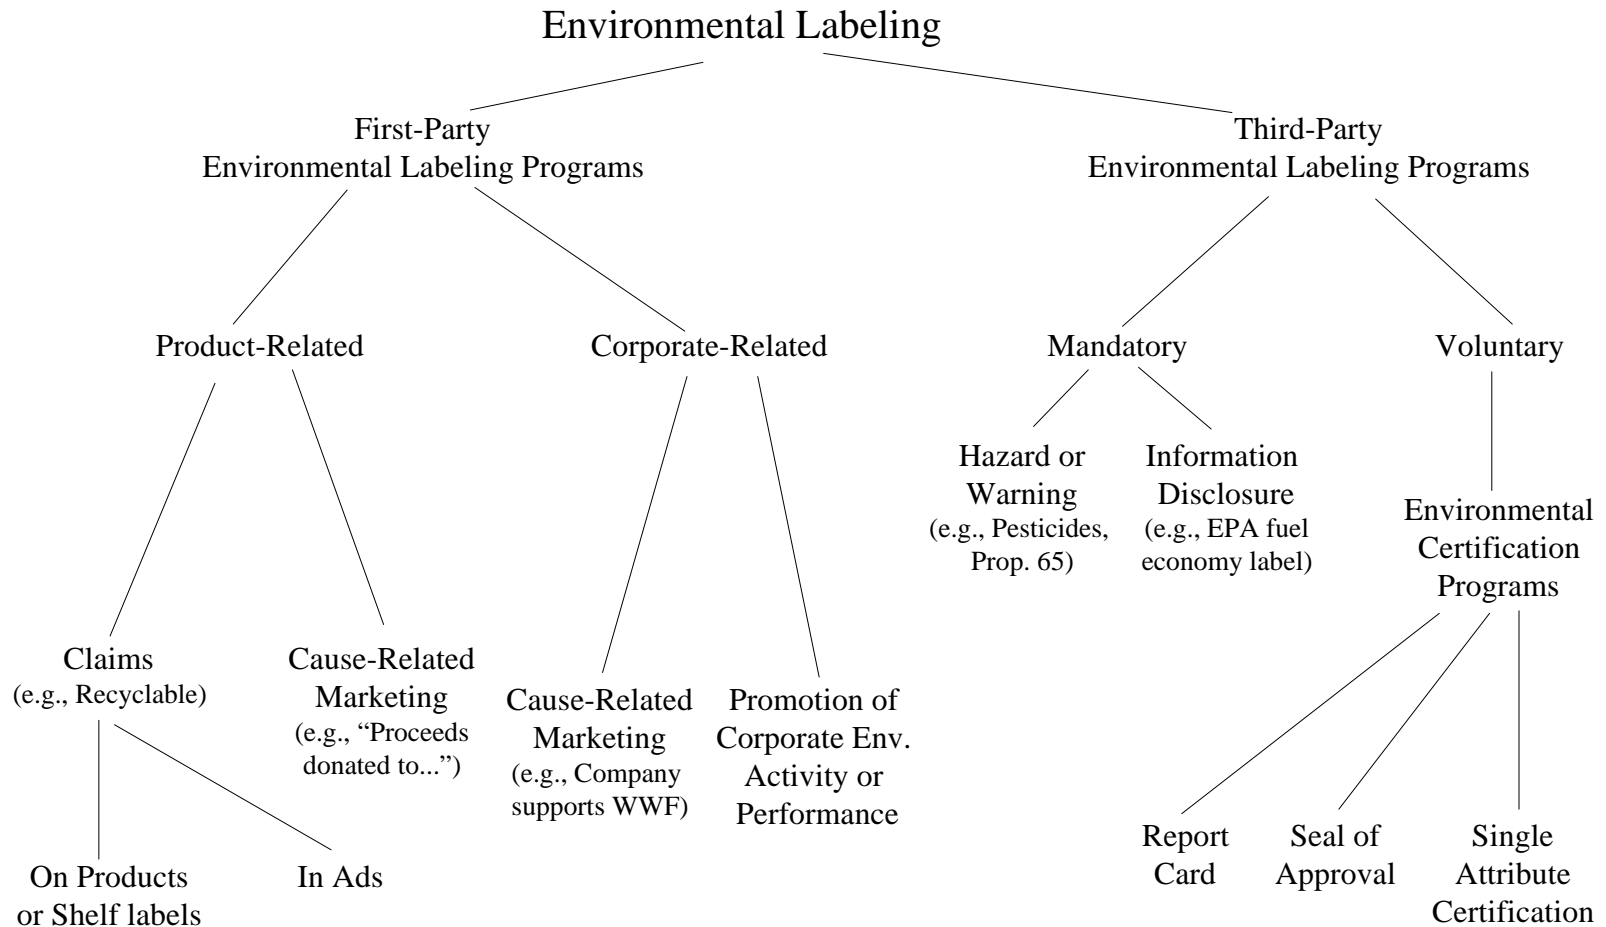 Environmental Labeling
First-Party
Environmental Labeling Programs
Third-Party
Environmental Labeling Programs
Product-Related
Corporate-Related
Mandatory
Voluntary
Hazard or
Warning
(e.g., Pesticides,
Prop. 65)
Information
Disclosure
(e.g., EPA fuel
economy label)
Environmental
Certification
Programs
Claims
(e.g., Recyclable)
Cause-Related
Marketing
(e.g., “Proceeds
donated to...”)
Cause-Related
Marketing
(e.g., Company
supports WWF)
Promotion of
Corporate Env.
Activity or
Performance
On Products
or Shelf labels
In Ads
Report
Card
Seal of
Approval
Single
Attribute
Certification